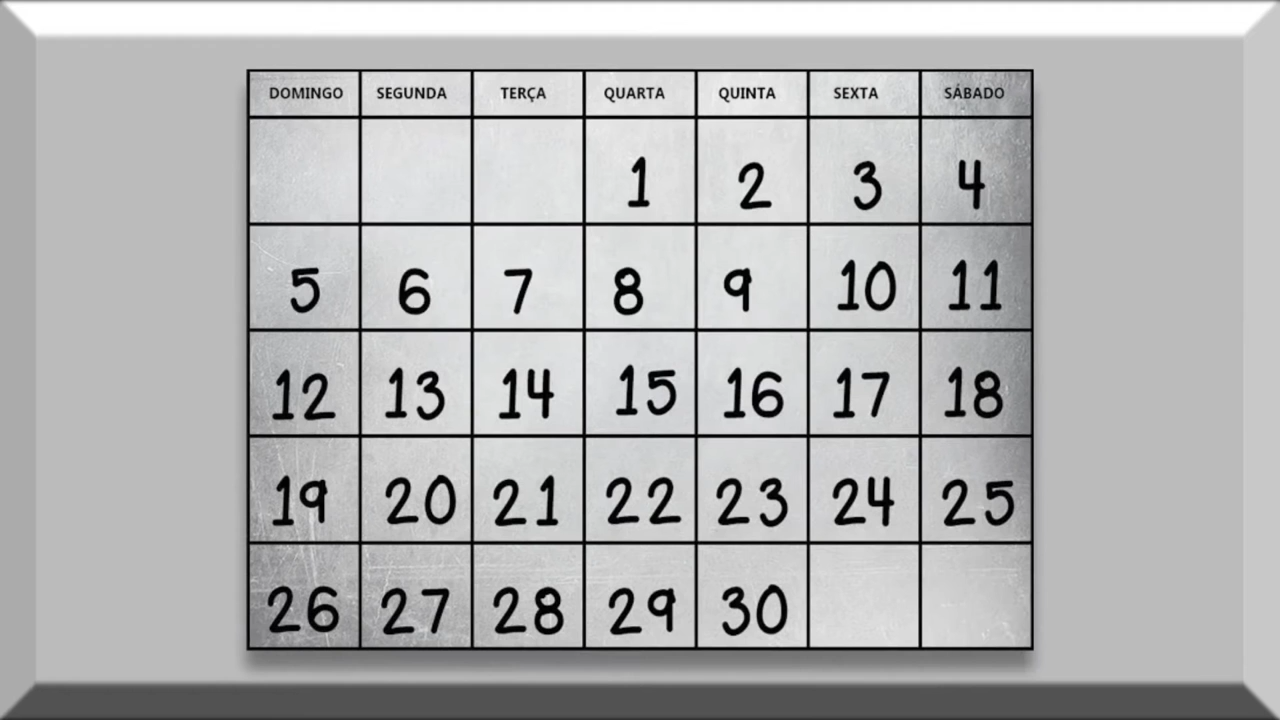 DOMINGO SEGUNDA TERÇA QUARTA QUINTA SEXTA SÁBADO
1 2 3 4
5 6 7 8 9 10 11
12 13 14 15 16 17 18
19 20 21 22 23 24 25
26 27 28 29 30